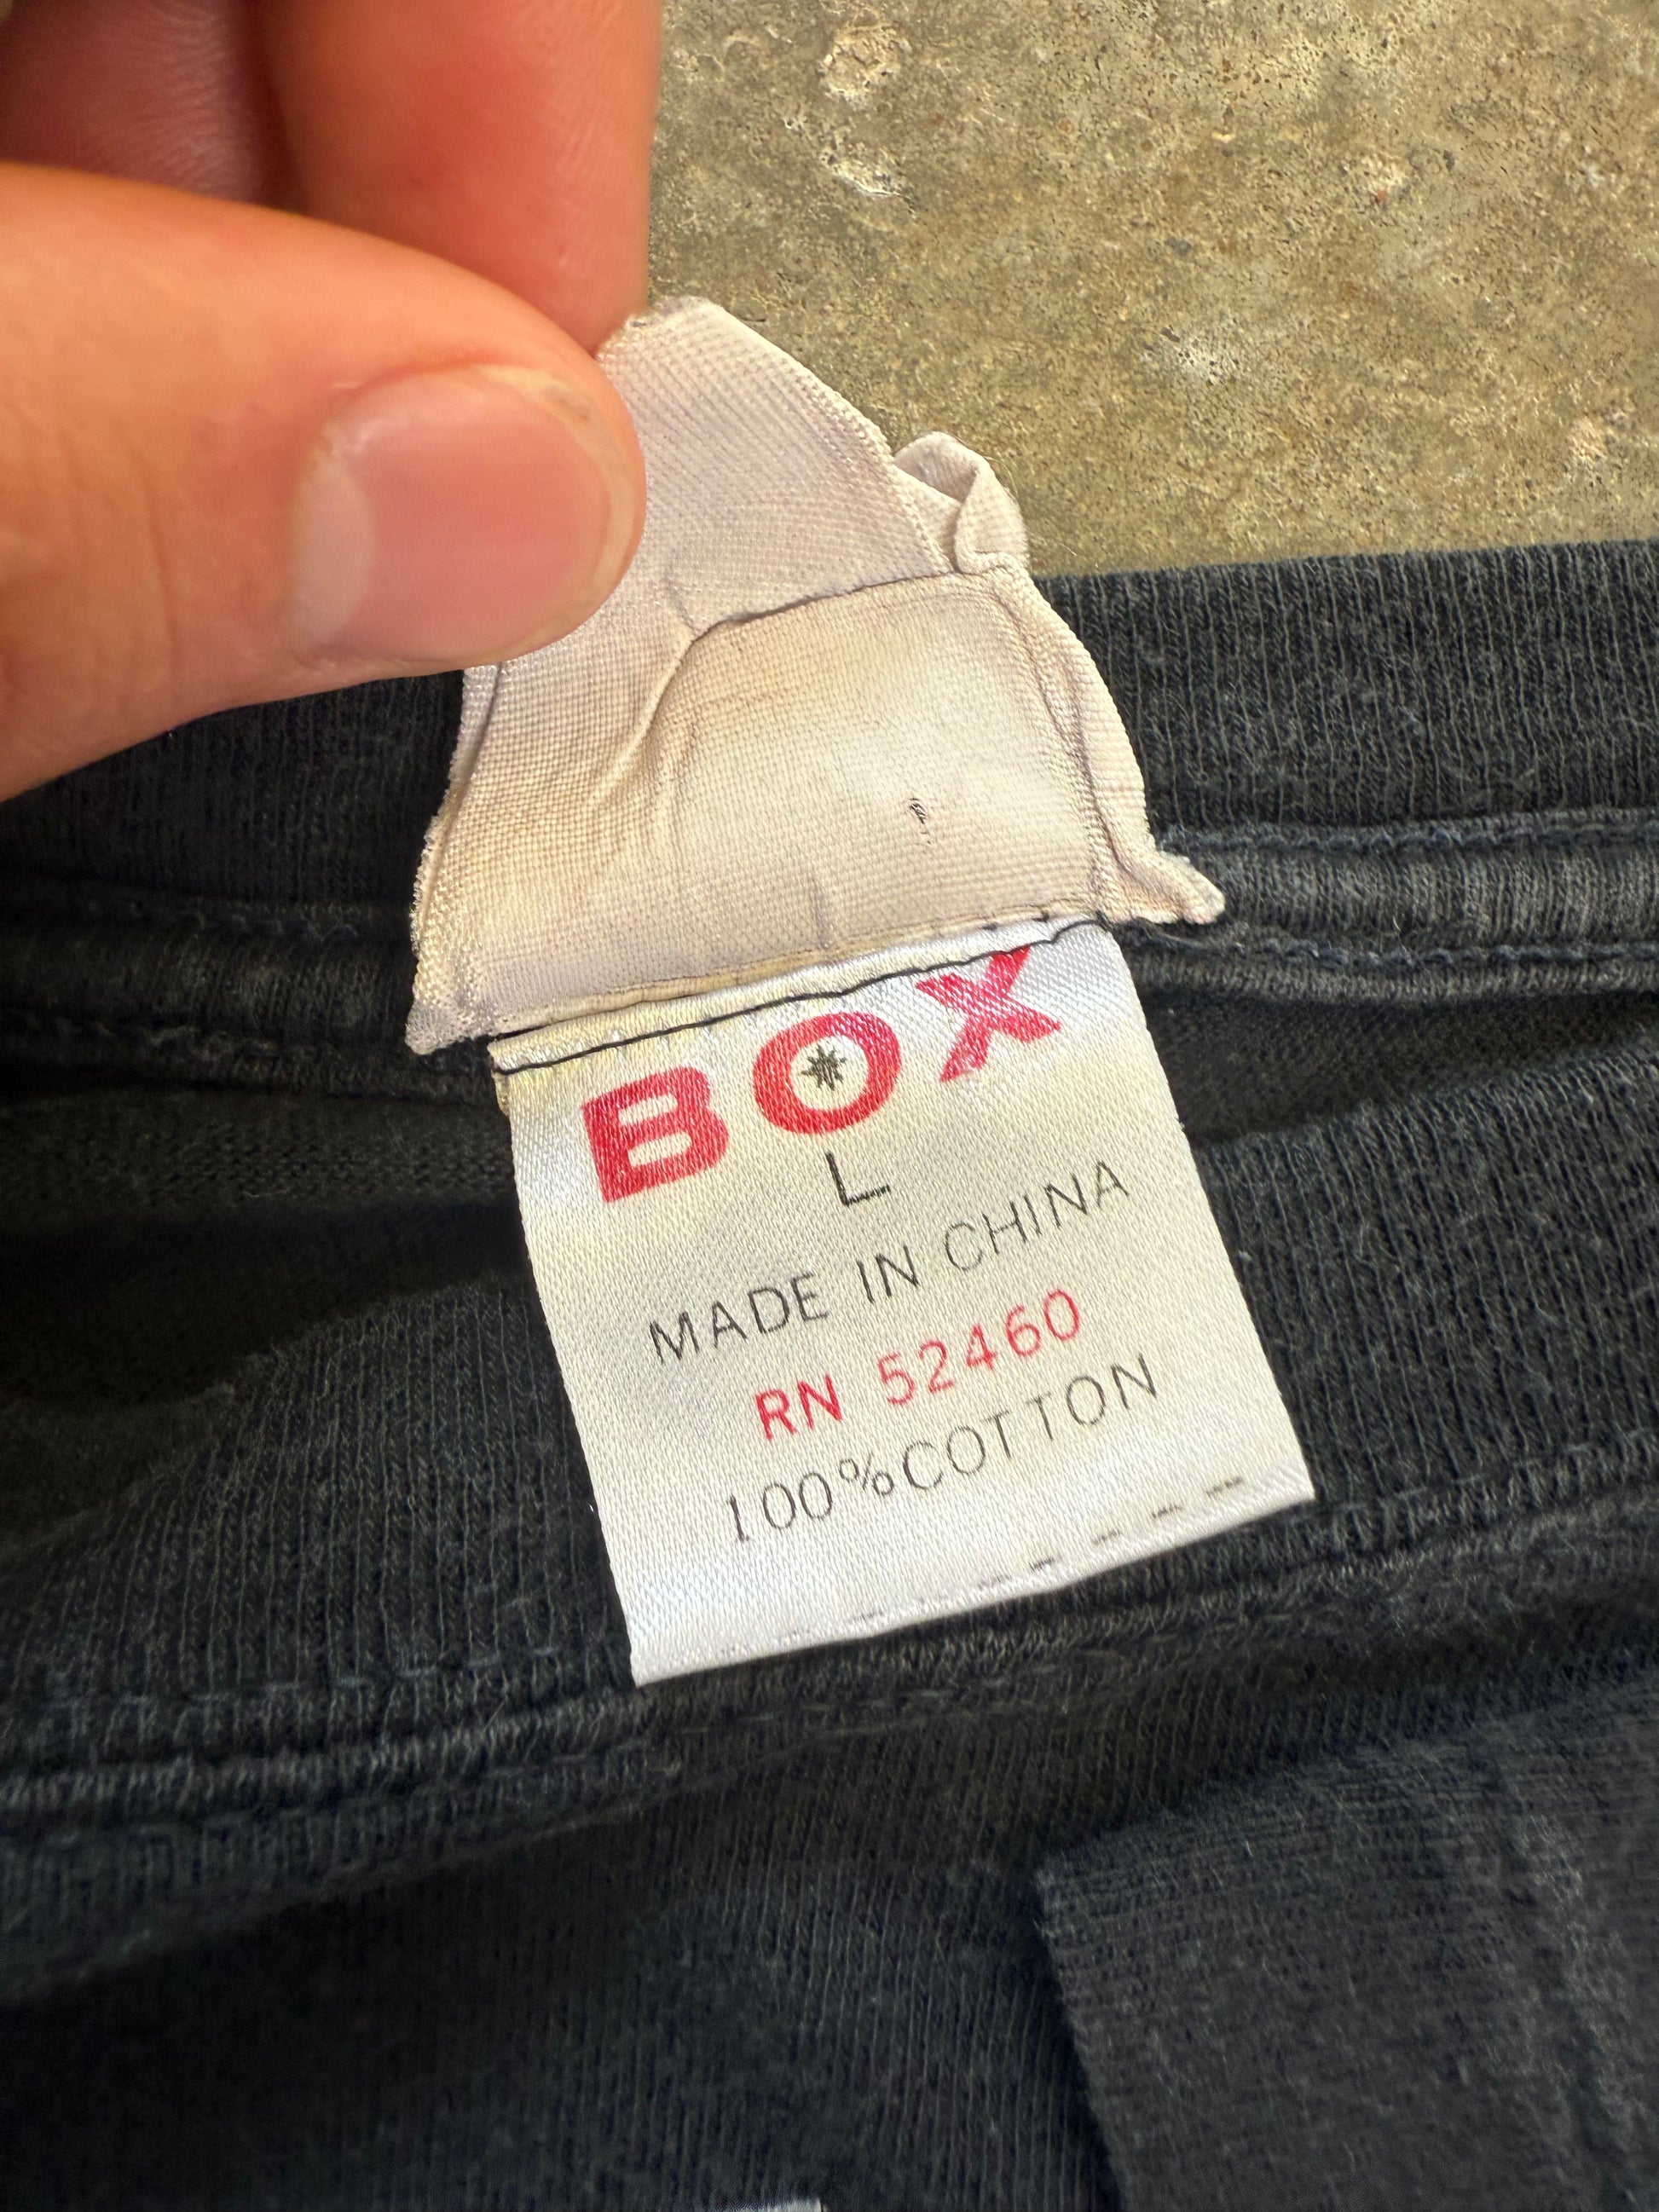 BOX
L
MADE IN CHINA
RN 52460
100%COTTON